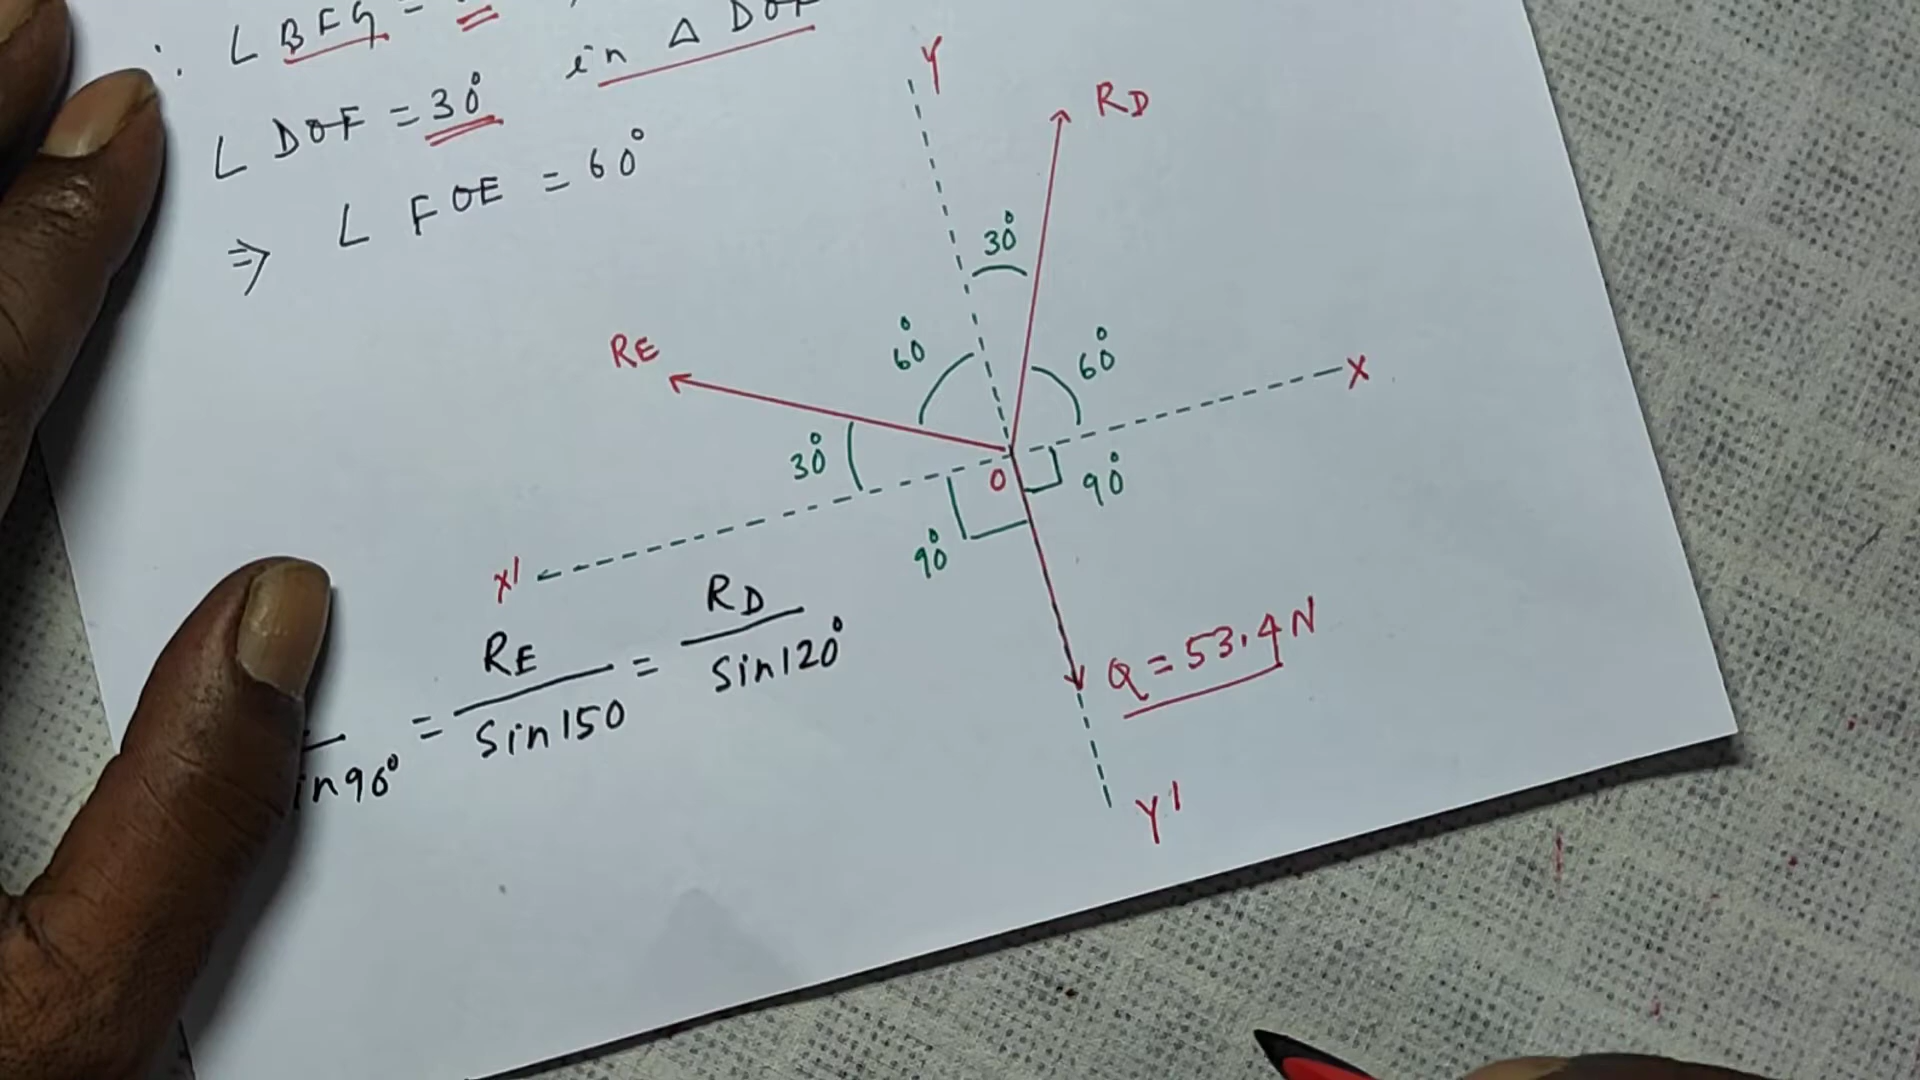 ∴ ∠ BFG =
∠ DOF = 30° in Δ DOF
⇒ ∠ FOE = 60°
Y
RD
30°
RE
60°
60°
X
30°
O
90°
90°
X'
RE/Sin150 = RD/Sin120°
in90° =
Q = 53.4N
Y'